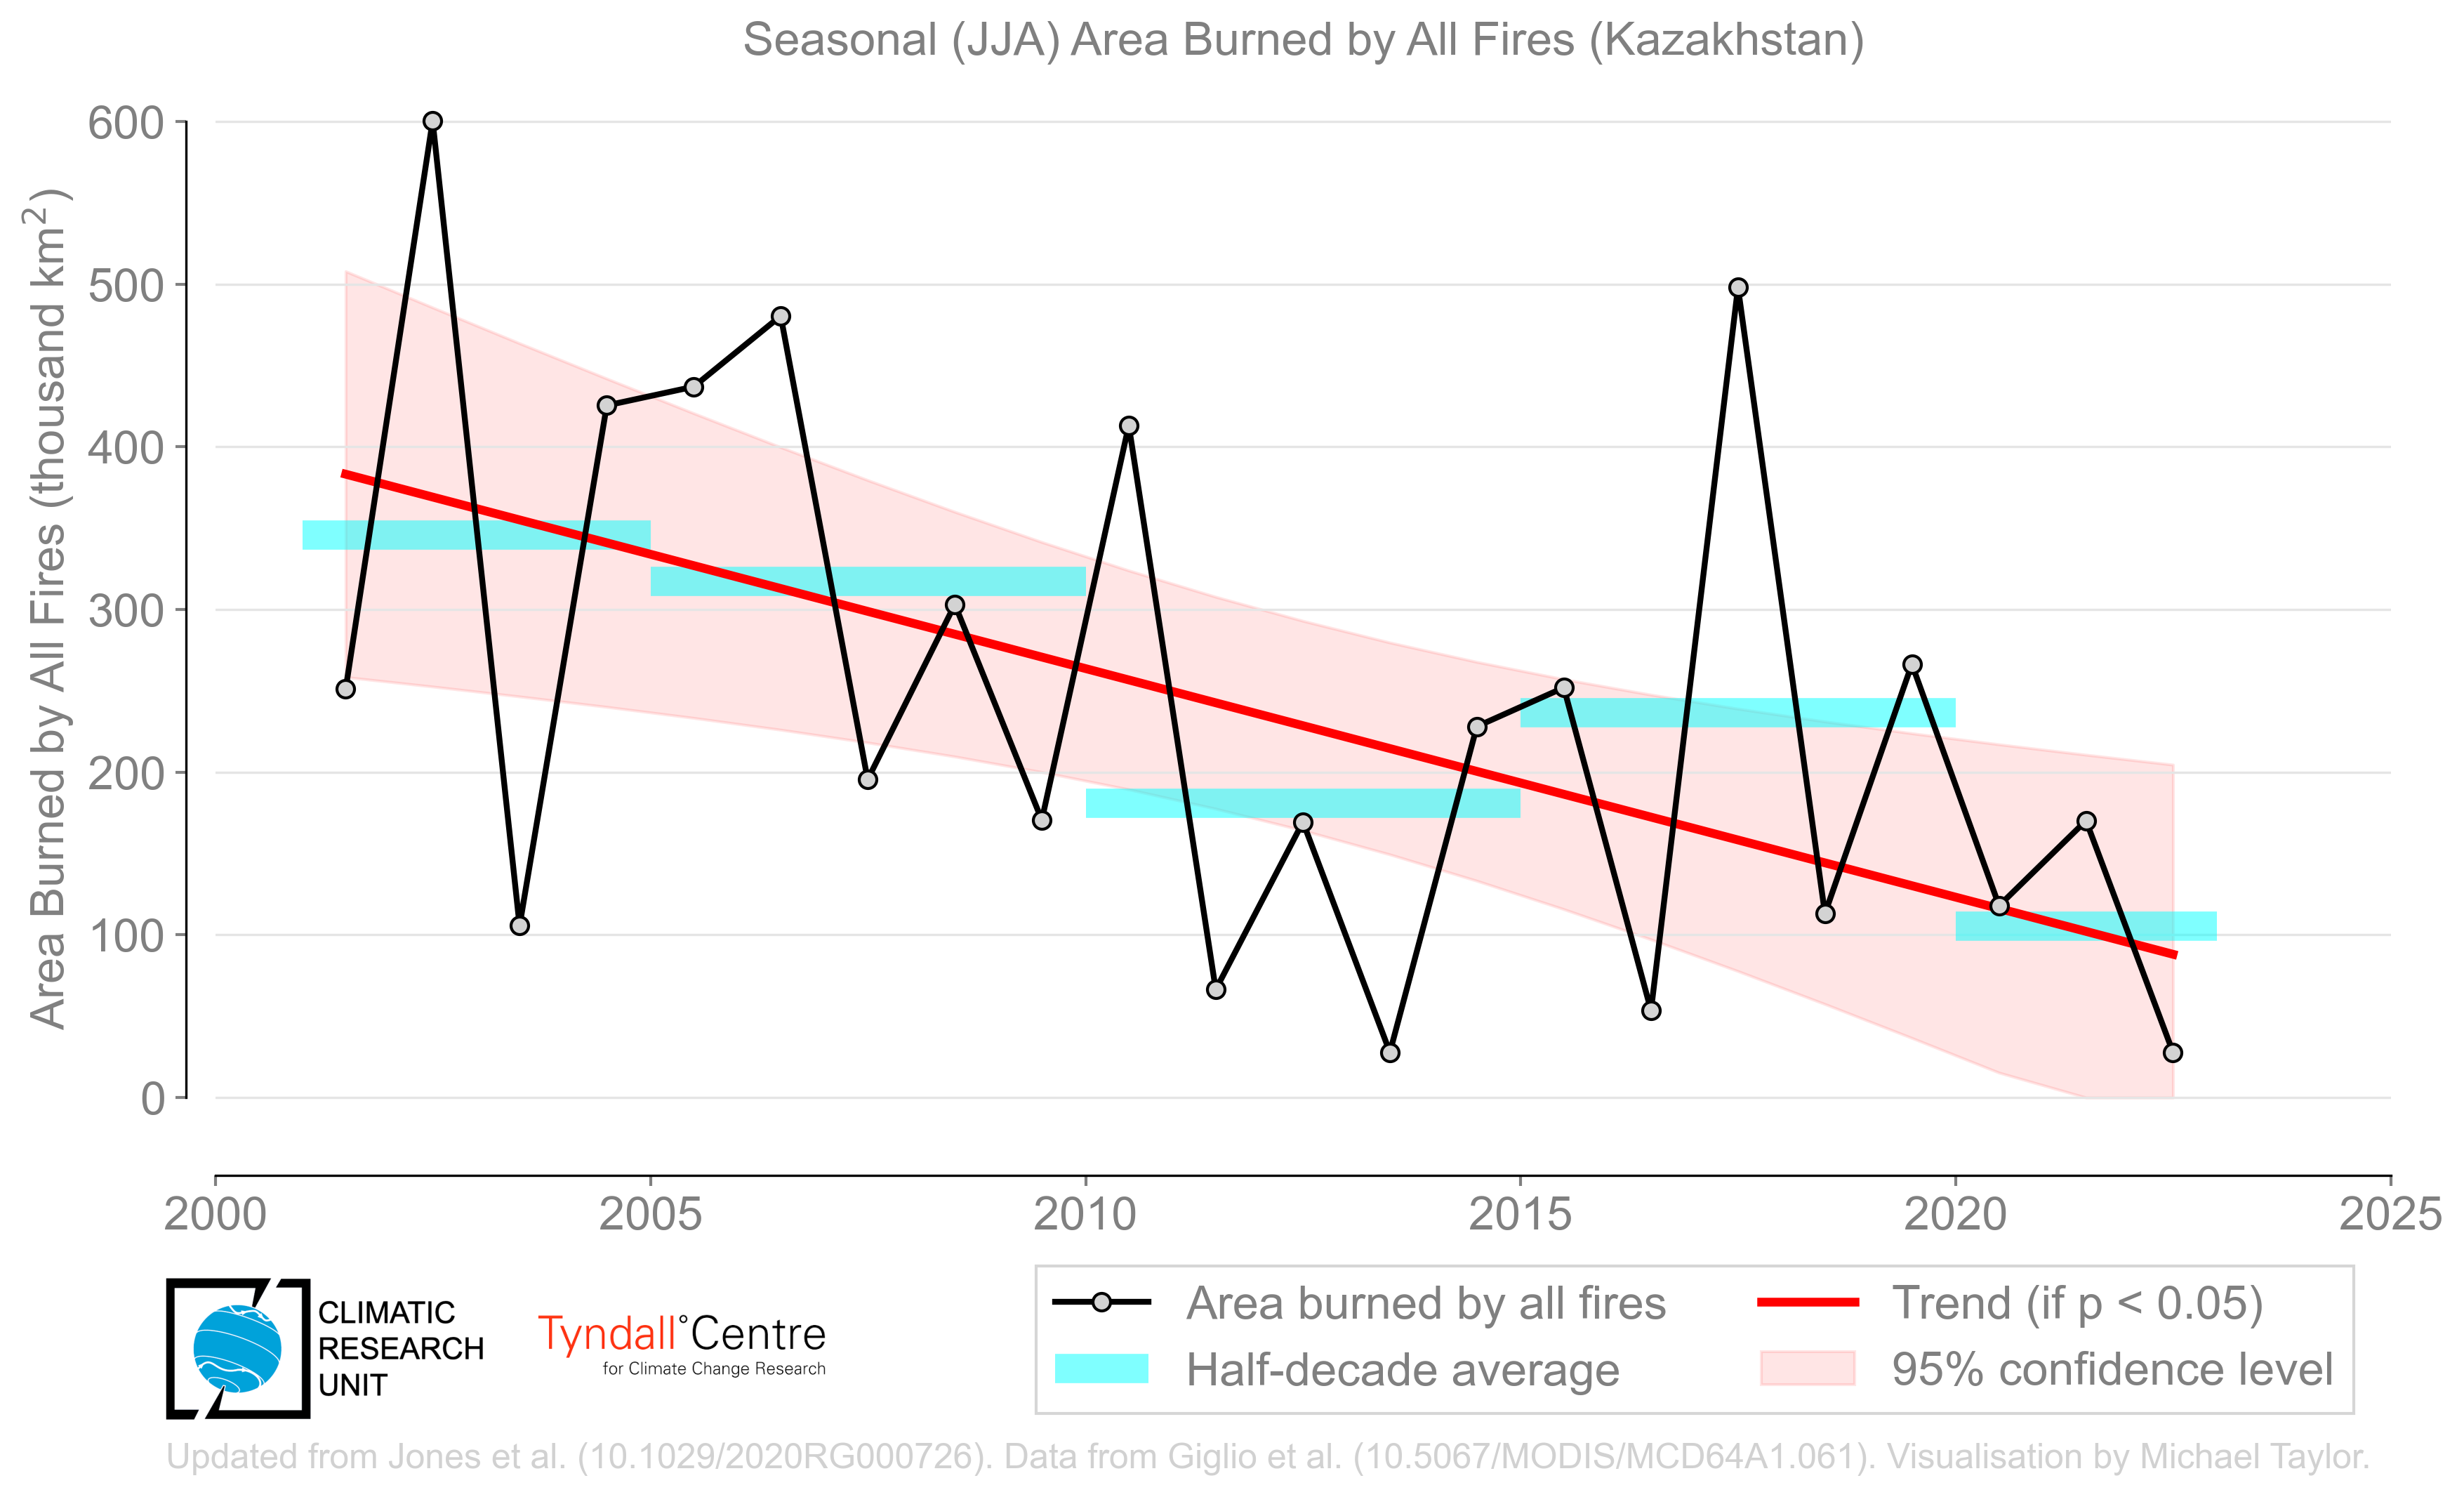 Seasonal (JJA) Area Burned by All Fires (Kazakhstan)
Area Burned by All Fires (thousand km²)
600
500
400
300
200
100
0
2000 2005 2010 2015 2020 2025
CLIMATIC
RESEARCH
UNIT
Tyndall°Centre
for Climate Change Research
Area burned by all fires
Half-decade average
Trend (if p < 0.05)
95% confidence level
Updated from Jones et al. (10.1029/2020RG000726). Data from Giglio et al. (10.5067/MODIS/MCD64A1.061). Visualisation by Michael Taylor.